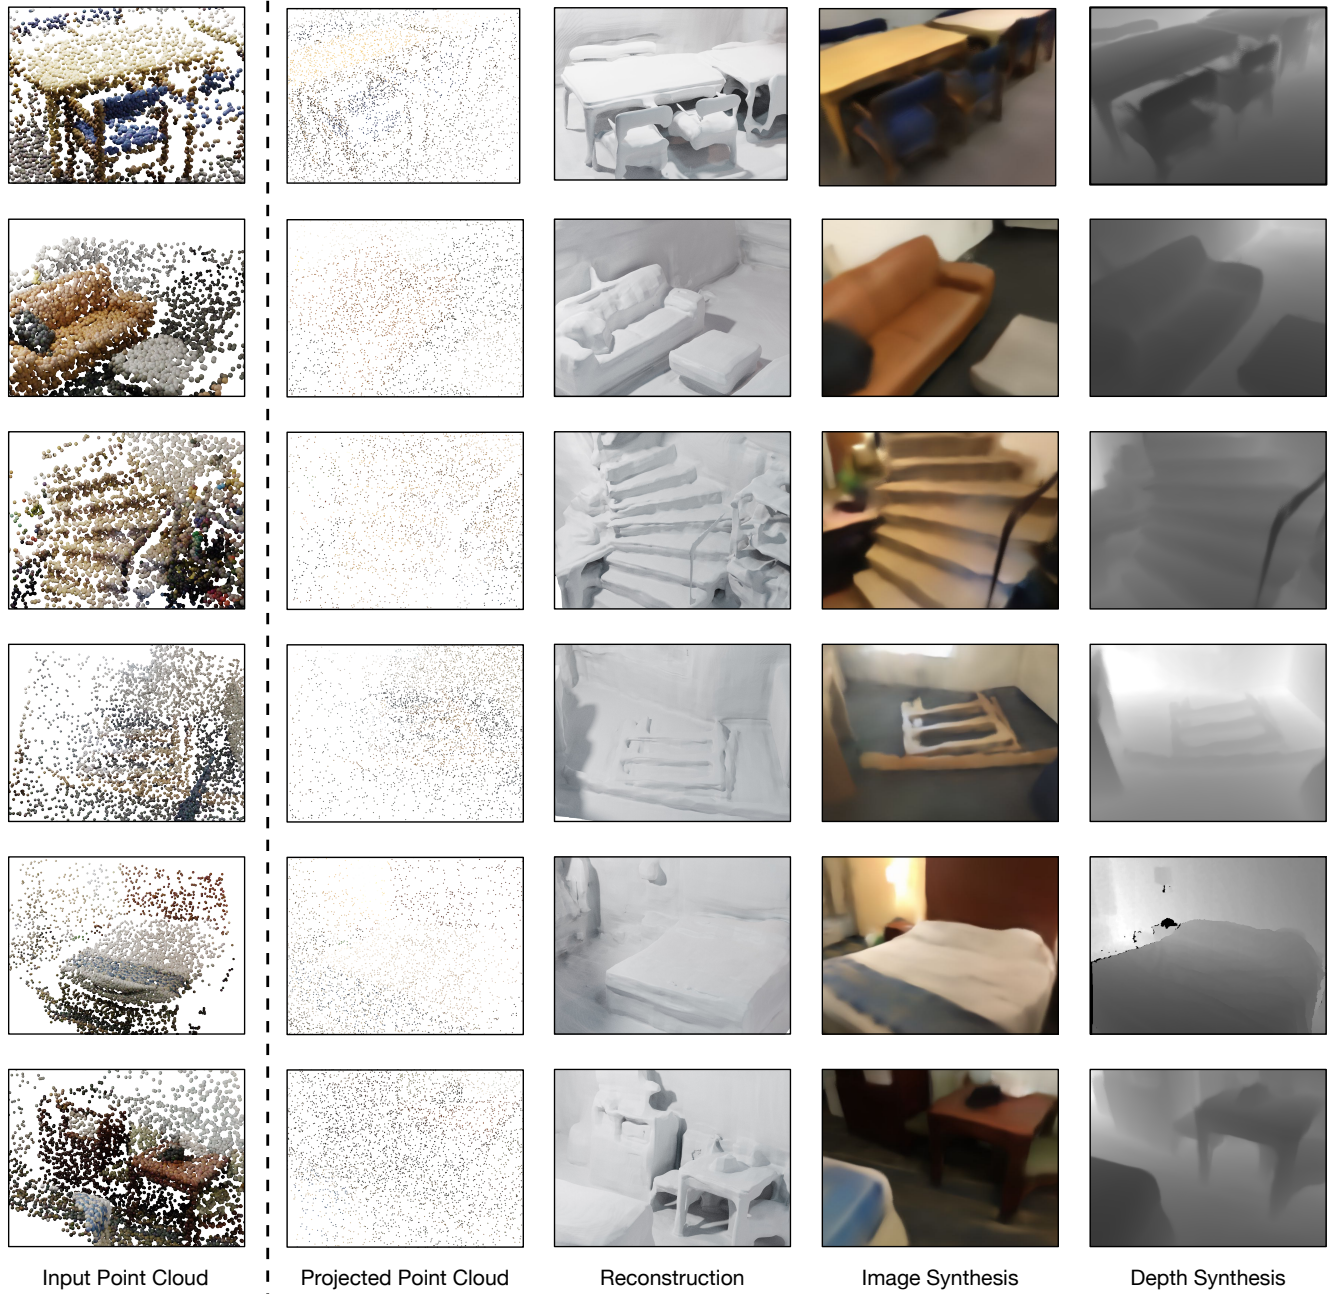 Input Point Cloud
Projected Point Cloud
Reconstruction
Image Synthesis
Depth Synthesis